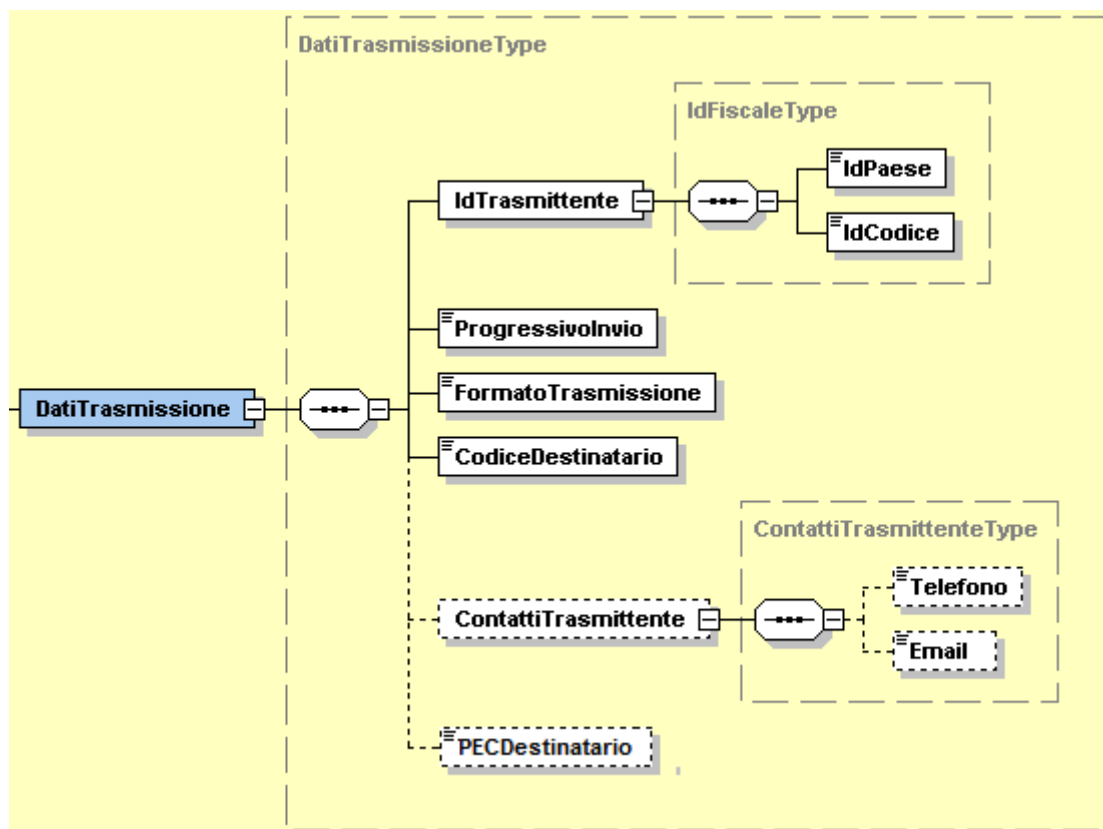 DatiTrasmissioneType
IdFiscaleType
IdPaese
IdTrasmittente
IdCodice
ProgressivoInvio
FormatoTrasmissione
DatiTrasmissione
CodiceDestinatario
ContattiTrasmittenteType
Telefono
ContattiTrasmittente
Email
PECDestinatario